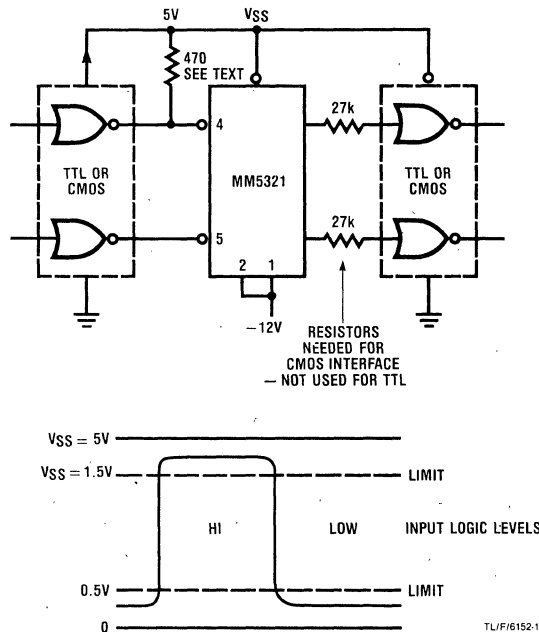 5V VSS
470
SEE TEXT
4
TTL OR
CMOS
MM5321
27k
TTL OR
CMOS
5
27k
2 1
−12V
RESISTORS
NEEDED FOR
CMOS INTERFACE
— NOT USED FOR TTL
VSS = 5V
VSS = 1.5V LIMIT
HI LOW INPUT LOGIC LEVELS
0.5V LIMIT
0
TL/F/6152-1